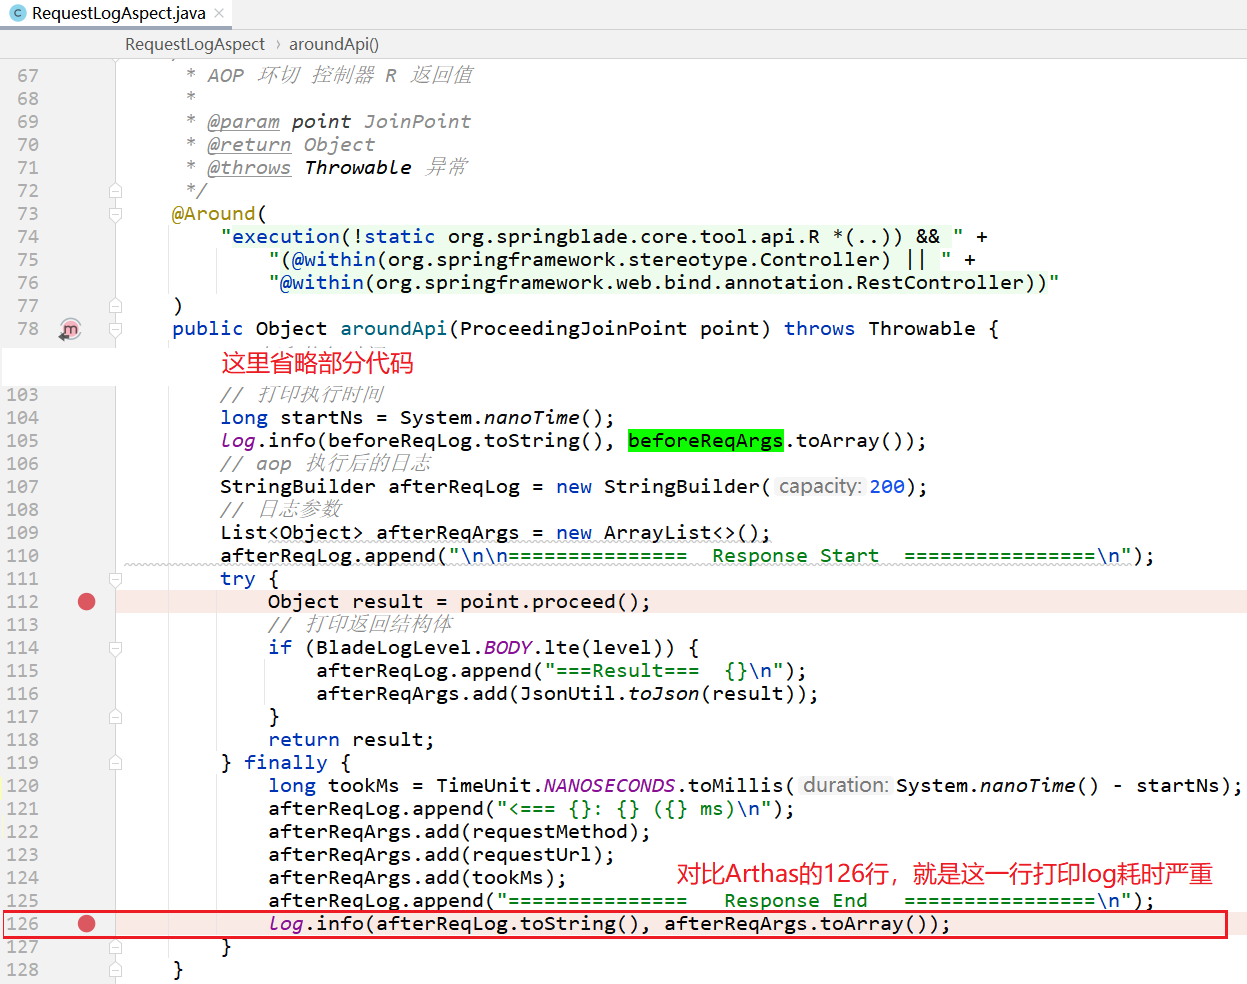 RequestLogAspect.java
RequestLogAspect › aroundApi()
67 * AOP 环切 控制器 R 返回值
68 *
69 * @param point JoinPoint
70 * @return Object
71 * @throws Throwable 异常
72 */
73 @Around(
74 "execution(!static org.springblade.core.tool.api.R *(..)) && " +
75 "(@within(org.springframework.stereotype.Controller) || " +
76 "@within(org.springframework.web.bind.annotation.RestController))"
77 )
78 public Object aroundApi(ProceedingJoinPoint point) throws Throwable {
这里省略部分代码
103 // 打印执行时间
104 long startNs = System.nanoTime();
105 log.info(beforeReqLog.toString(), beforeReqArgs.toArray());
106 // aop 执行后的日志
107 StringBuilder afterReqLog = new StringBuilder( capacity: 200);
108 // 日志参数
109 List<Object> afterReqArgs = new ArrayList<>();
110 afterReqLog.append("\n\n=============== Response Start ================\n");
111 try {
112 Object result = point.proceed();
113 // 打印返回结构体
114 if (BladeLogLevel.BODY.lte(level)) {
115 afterReqLog.append("===Result=== {}\n");
116 afterReqArgs.add(JsonUtil.toJson(result));
117 }
118 return result;
119 } finally {
120 long tookMs = TimeUnit.NANOSECONDS.toMillis( duration: System.nanoTime() - startNs);
121 afterReqLog.append("<=== {}: {} ({} ms)\n");
122 afterReqArgs.add(requestMethod);
123 afterReqArgs.add(requestUrl);
124 afterReqArgs.add(tookMs);
对比Arthas的126行，就是这一行打印log耗时严重
125 afterReqLog.append("=============== Response End ================\n");
126 log.info(afterReqLog.toString(), afterReqArgs.toArray());
127 }
128 }